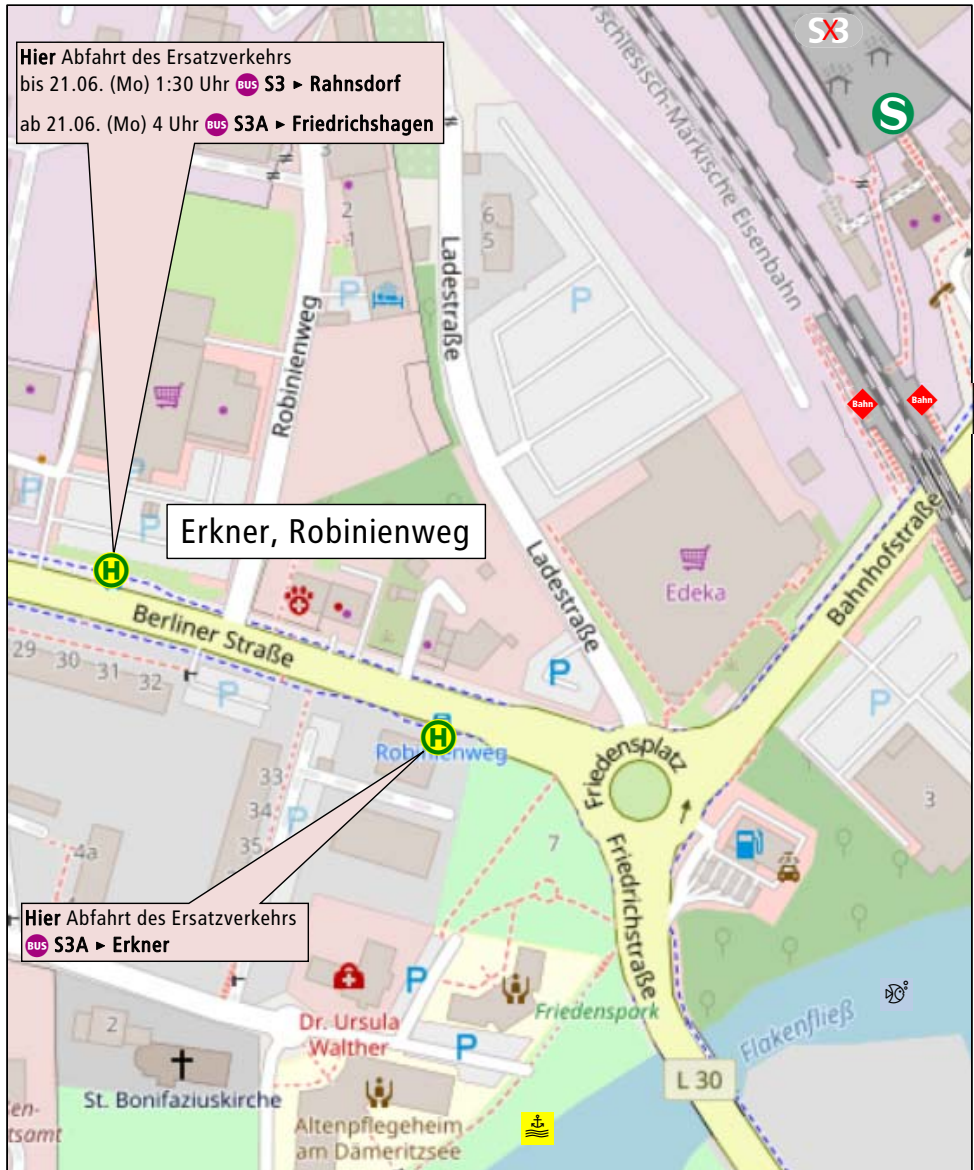 Hier Abfahrt des Ersatzverkehrs
bis 21.06. (Mo) 1:30 Uhr BUS S3 ▸ Rahnsdorf
ab 21.06. (Mo) 4 Uhr BUS S3A ▸ Friedrichshagen
S3
X
S
schlesisch-Märkische Eisenbahn
3
2
1
6
5
P
P
Ladestraße
Robinienweg
Bahn
Bahn
P
P
P
Erkner, Robinienweg
H
Ladestraße
Edeka
Bahnhofstraße
Berliner Straße
29
30
31
32
P
P
P
H
Robinienweg
Friedensplatz
33
34
35
P
3
7
4a
Friedrichstraße
Hier Abfahrt des Ersatzverkehrs
BUS S3A ▸ Erkner
P
Dr. Ursula
Walther
Friedenspark
Flakenfließ
2
P
L 30
St. Bonifaziuskirche
Altenpflegeheim
am Dämeritzsee
en-
tsamt